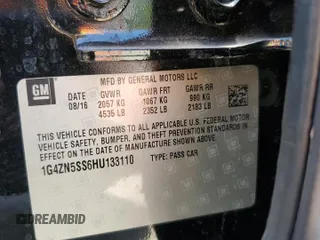 GM
MFD BY GENERAL MOTORS LLC
DATE GVWR GAWR FRT GAWR RR
08/16 2057 KG 1067 KG 990 KG
4535 LB 2352 LB 2183 LB
THIS VEHICLE CONFORMS TO ALL APPLICABLE U.S. FEDERAL MOTOR
VEHICLE SAFETY, BUMPER, AND THEFT PREVENTION STANDARDS
IN EFFECT ON THE DATE OF MANUFACTURE SHOWN ABOVE.
1G4ZN5SS6HU133110 TYPE: PASS CAR